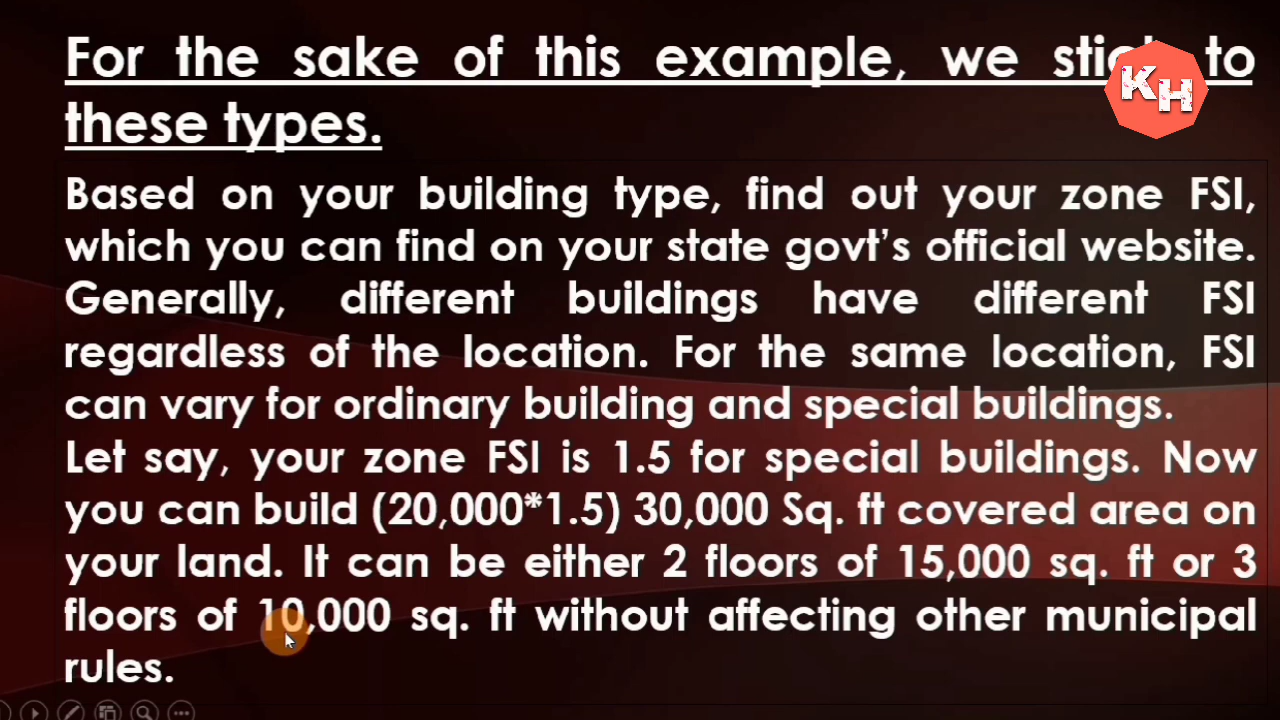 For the sake of this example, we stick to
these types.
KH
Based on your building type, find out your zone FSI,
which you can find on your state govt's official website.
Generally, different buildings have different FSI
regardless of the location. For the same location, FSI
can vary for ordinary building and special buildings.
Let say, your zone FSI is 1.5 for special buildings. Now
you can build (20,000*1.5) 30,000 Sq. ft covered area on
your land. It can be either 2 floors of 15,000 sq. ft or 3
floors of 10,000 sq. ft without affecting other municipal
rules.